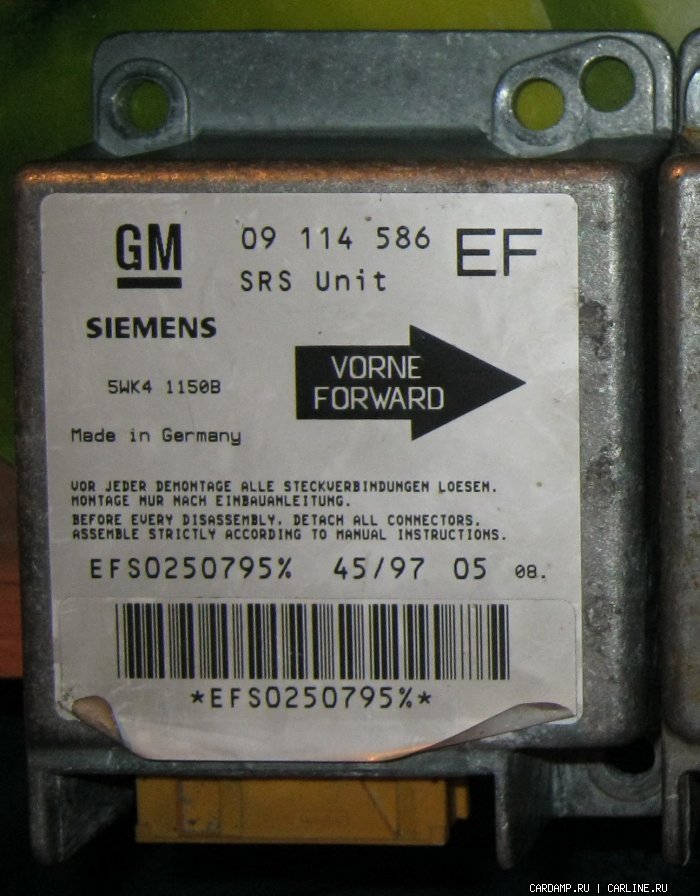 GM
09 114 586
EF
SRS Unit
SIEMENS
5WK4 1150B
VORNE
FORWARD
Made in Germany
VOR JEDER DEMONTAGE ALLE STECKVERBINDUNGEN LOESEN.
MONTAGE NUR NACH EINBAUANLEITUNG.
BEFORE EVERY DISASSEMBLY, DETACH ALL CONNECTORS.
ASSEMBLE STRICTLY ACCORDING TO MANUAL INSTRUCTIONS.
EFS0250795% 45/97 05 08.
*EFS0250795%*
CARDAMP.RU | CARLINE.RU